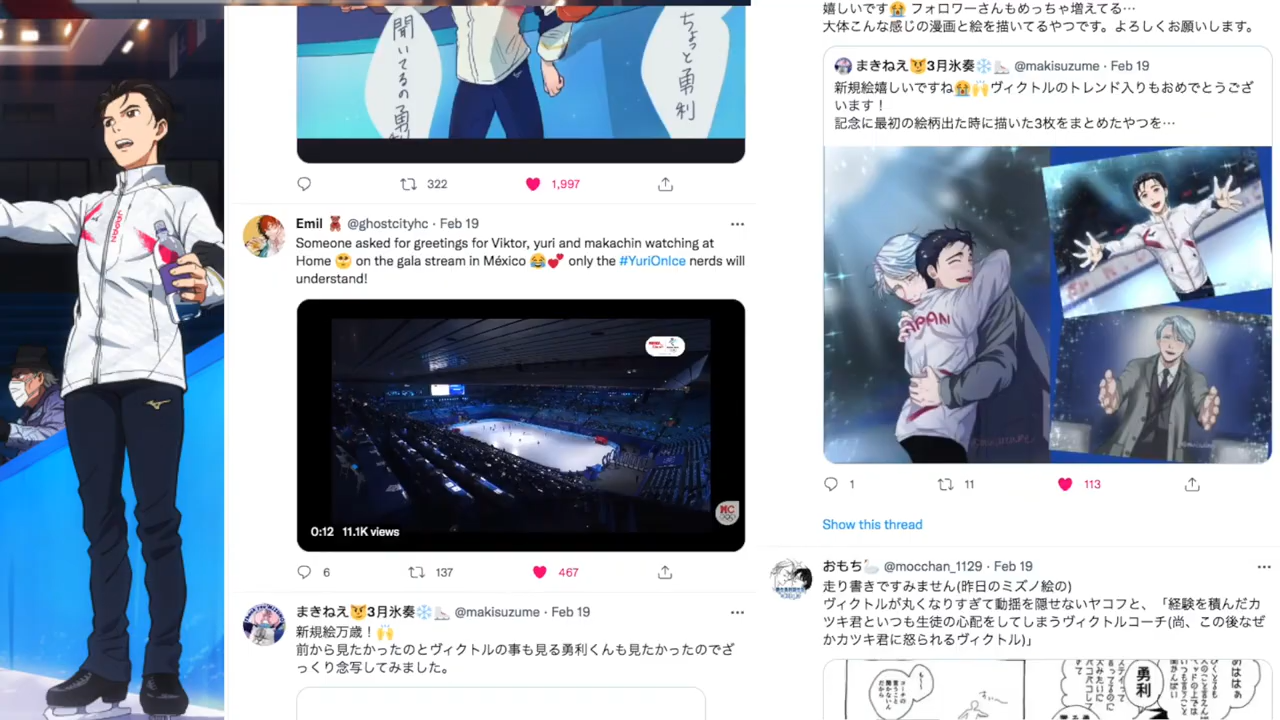 JAPAN
聞いてるの勇利
ちょっと勇利
322
1,997
Emil 🧸 @ghostcityhc · Feb 19
Someone asked for greetings for Viktor, yuri and makachin watching at
Home 🥺 on the gala stream in México 😂💕 only the #YuriOnIce nerds will
understand!
0:12 11.1K views
6
137
467
まきねえ😼3月氷奏❄️⛸️ @makisuzume · Feb 19
新規絵万歳！🙌
前から見たかったのとヴィクトルの事も見る勇利くんも見たかったのでざ
っくり念写してみました。
嬉しいです😭 フォロワーさんもめっちゃ増えてる…
大体こんな感じの漫画と絵を描いてるやつです。よろしくお願いします。
まきねえ😼3月氷奏❄️⛸️ @makisuzume · Feb 19
新規絵嬉しいですね😭🙌ヴィクトルのトレンド入りもおめでとうござ
います！
記念に最初の絵柄出た時に描いた3枚をまとめたやつを…
JAPAN
1
11
113
Show this thread
おもち🦢 @mocchan_1129 · Feb 19
走り書きですみません(昨日のミズノ絵の)
ヴィクトルが丸くなりすぎて動揺を隠せないヤコフと、「経験を積んだカ
ツキ君といつも生徒の心配をしてしまうヴィクトルコーチ(尚、この後なぜ
かカツキ君に怒られるヴィクトル)」
勇利
あははぁ